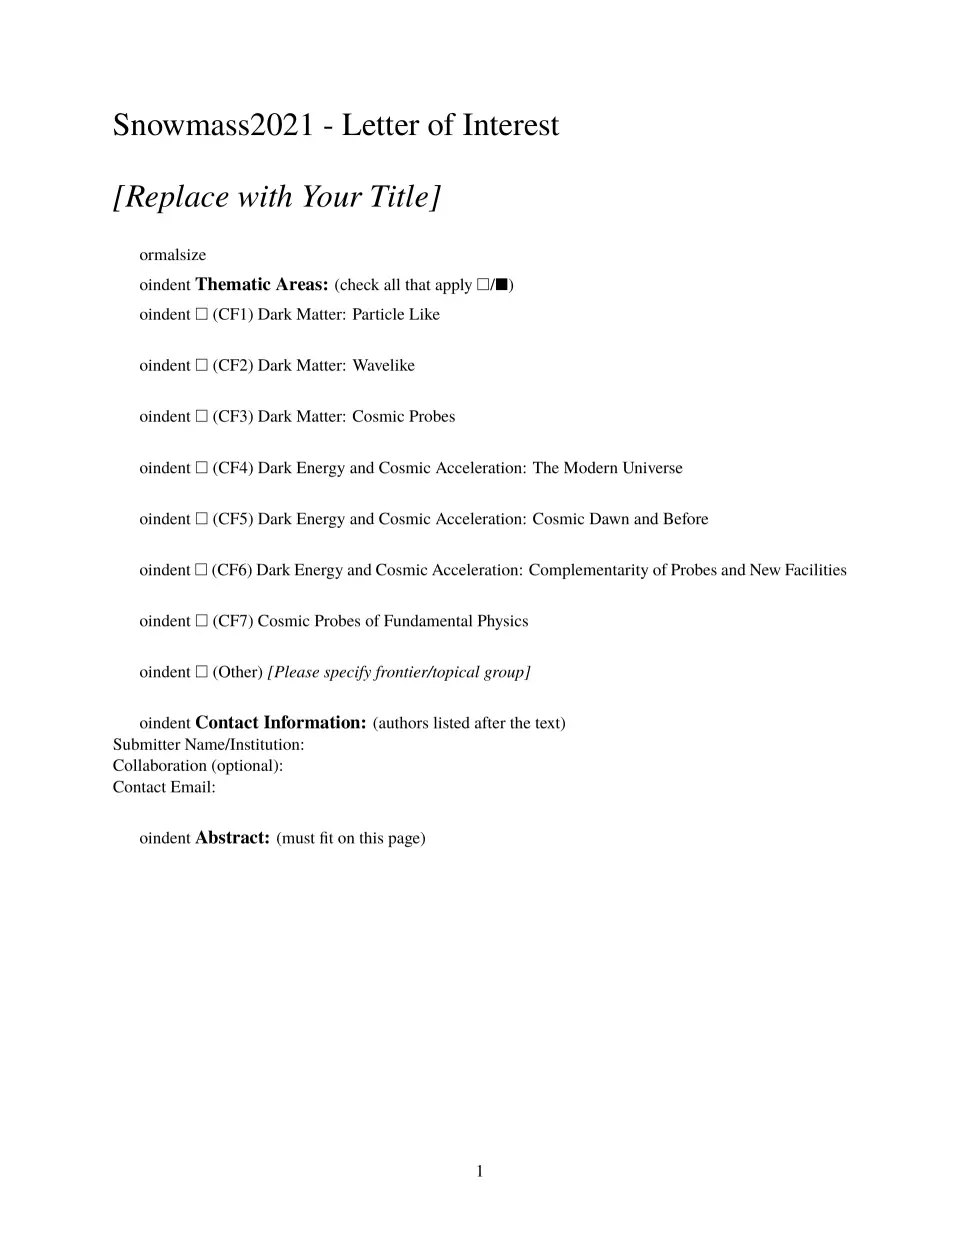 Snowmass2021 - Letter of Interest
[Replace with Your Title]
ormalsize
oindent Thematic Areas: (check all that apply □/■)
oindent □ (CF1) Dark Matter: Particle Like
oindent □ (CF2) Dark Matter: Wavelike
oindent □ (CF3) Dark Matter: Cosmic Probes
oindent □ (CF4) Dark Energy and Cosmic Acceleration: The Modern Universe
oindent □ (CF5) Dark Energy and Cosmic Acceleration: Cosmic Dawn and Before
oindent □ (CF6) Dark Energy and Cosmic Acceleration: Complementarity of Probes and New Facilities
oindent □ (CF7) Cosmic Probes of Fundamental Physics
oindent □ (Other) [Please specify frontier/topical group]
oindent Contact Information: (authors listed after the text)
Submitter Name/Institution:
Collaboration (optional):
Contact Email:
oindent Abstract: (must fit on this page)
1